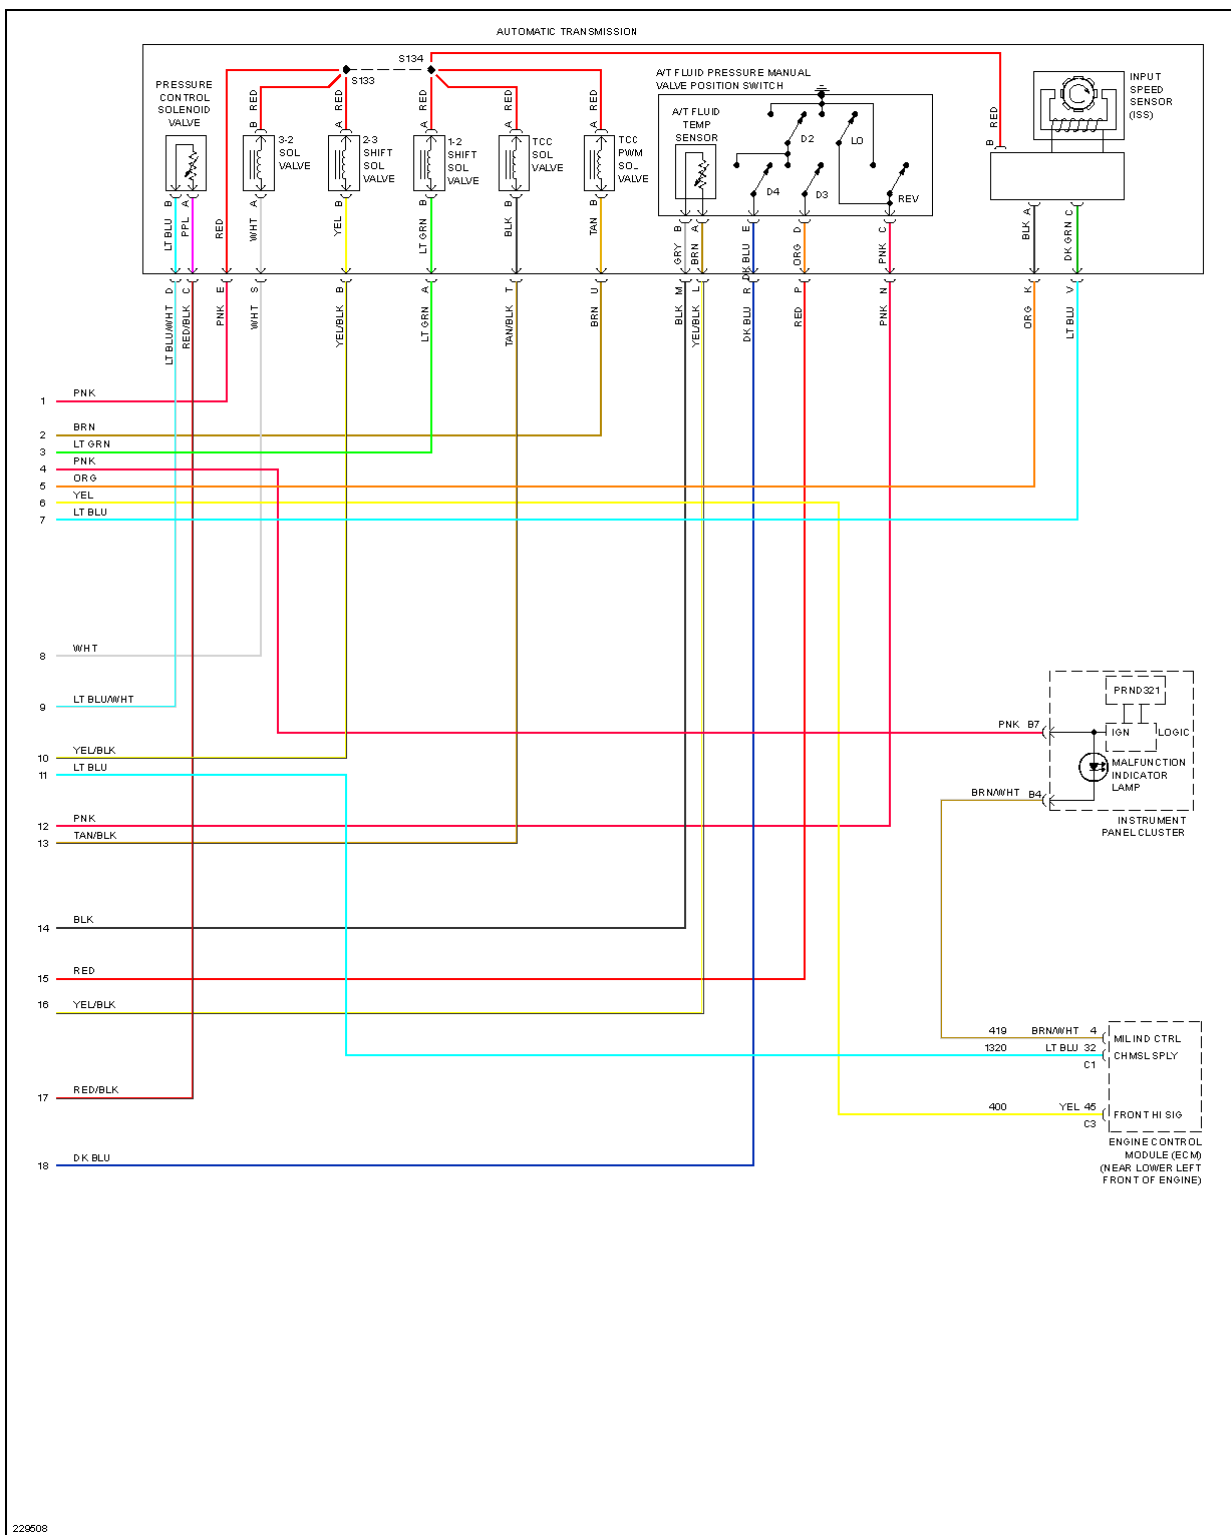 AUTOMATIC TRANSMISSION
S134
S133
PRESSURE
CONTROL
SOLENOID
VALVE
B RED
3-2
SOL
VALVE
A RED
2-3
SHIFT
SOL
VALVE
A RED
1-2
SHIFT
SOL
VALVE
A RED
TCC
SOL
VALVE
A RED
TCC
PWM
SOL
VALVE
A/T FLUID PRESSURE MANUAL
VALVE POSITION SWITCH
A/T FLUID
TEMP
SENSOR
D2
LO
D4
D3
REV
B RED
INPUT
SPEED
SENSOR
(ISS)
LT BLU B
PPL A
RED
WHT A
YEL B
LT GRN B
BLK B
TAN B
GRY B
BRN A
DK BLU E
ORG D
PNK C
BLK A
DK GRN C
LT BLU/WHT D
RED/BLK C
PNK E
WHT S
YEL/BLK B
LT GRN A
TAN/BLK T
BRN U
BLK M
YEL/BLK L
DK BLU R
RED P
PNK N
ORG K
LT BLU V
1 PNK
2 BRN
3 LT GRN
4 PNK
5 ORG
6 YEL
7 LT BLU
8 WHT
9 LT BLU/WHT
10 YEL/BLK
11 LT BLU
12 PNK
13 TAN/BLK
14 BLK
15 RED
16 YEL/BLK
17 RED/BLK
18 DK BLU
PRND321
PNK B7
IGN
LOGIC
MALFUNCTION
INDICATOR
LAMP
BRN/WHT B4
INSTRUMENT
PANEL CLUSTER
419 BRN/WHT 4 MIL IND CTRL
1320 LT BLU 32 CHMSL SPLY
C1
400 YEL 45 FRONT HI SIG
C3
ENGINE CONTROL
MODULE (ECM)
(NEAR LOWER LEFT
FRONT OF ENGINE)
229508